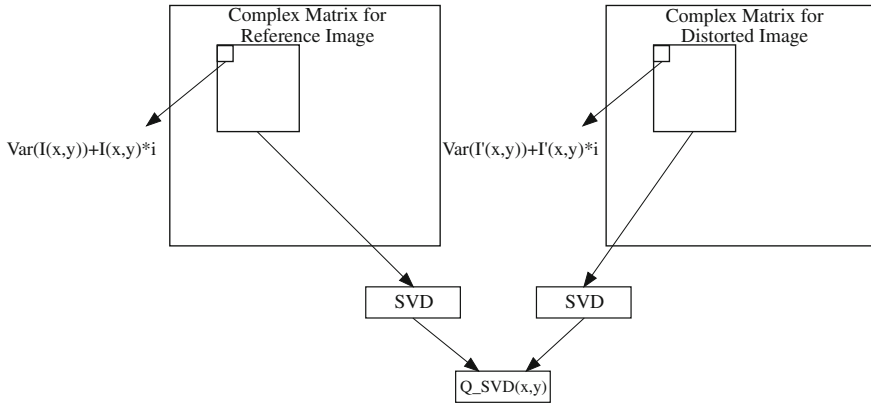 Complex Matrix for
Reference Image
Complex Matrix for
Distorted Image
Var(I(x,y))+I(x,y)*i
Var(I'(x,y))+I'(x,y)*i
SVD
SVD
Q_SVD(x,y)